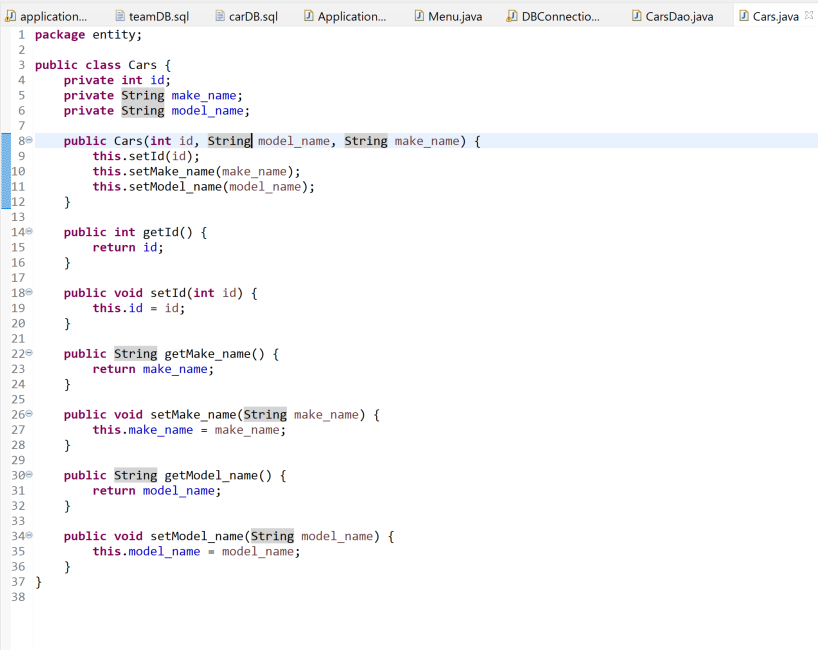 application... teamDB.sql carDB.sql Application... Menu.java DBConnectio... CarsDao.java Cars.java
1 package entity;
2
3 public class Cars {
4     private int id;
5     private String make_name;
6     private String model_name;
7
8     public Cars(int id, String model_name, String make_name) {
9         this.setId(id);
10         this.setMake_name(make_name);
11         this.setModel_name(model_name);
12     }
13
14     public int getId() {
15         return id;
16     }
17
18     public void setId(int id) {
19         this.id = id;
20     }
21
22     public String getMake_name() {
23         return make_name;
24     }
25
26     public void setMake_name(String make_name) {
27         this.make_name = make_name;
28     }
29
30     public String getModel_name() {
31         return model_name;
32     }
33
34     public void setModel_name(String model_name) {
35         this.model_name = model_name;
36     }
37 }
38